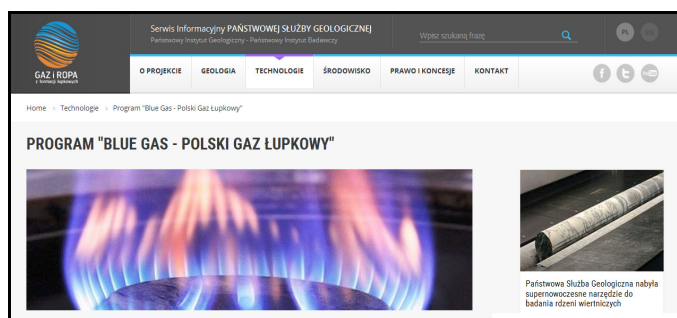 Serwis Informacyjny PAŃSTWOWEJ SŁUŻBY GEOLOGICZNEJ
Państwowy Instytut Geologiczny - Państwowy Instytut Badawczy
Wpisz szukaną frazę
PL
EN
GAZ i ROPA
z formacji łupkowych
O PROJEKCIE GEOLOGIA TECHNOLOGIE ŚRODOWISKO PRAWO I KONCESJE KONTAKT
Home › Technologie › Program "Blue Gas - Polski Gaz Łupkowy"
PROGRAM "BLUE GAS - POLSKI GAZ ŁUPKOWY"
Państwowa Służba Geologiczna nabyła
supernowoczesne narzędzie do
badania rdzeni wiertniczych